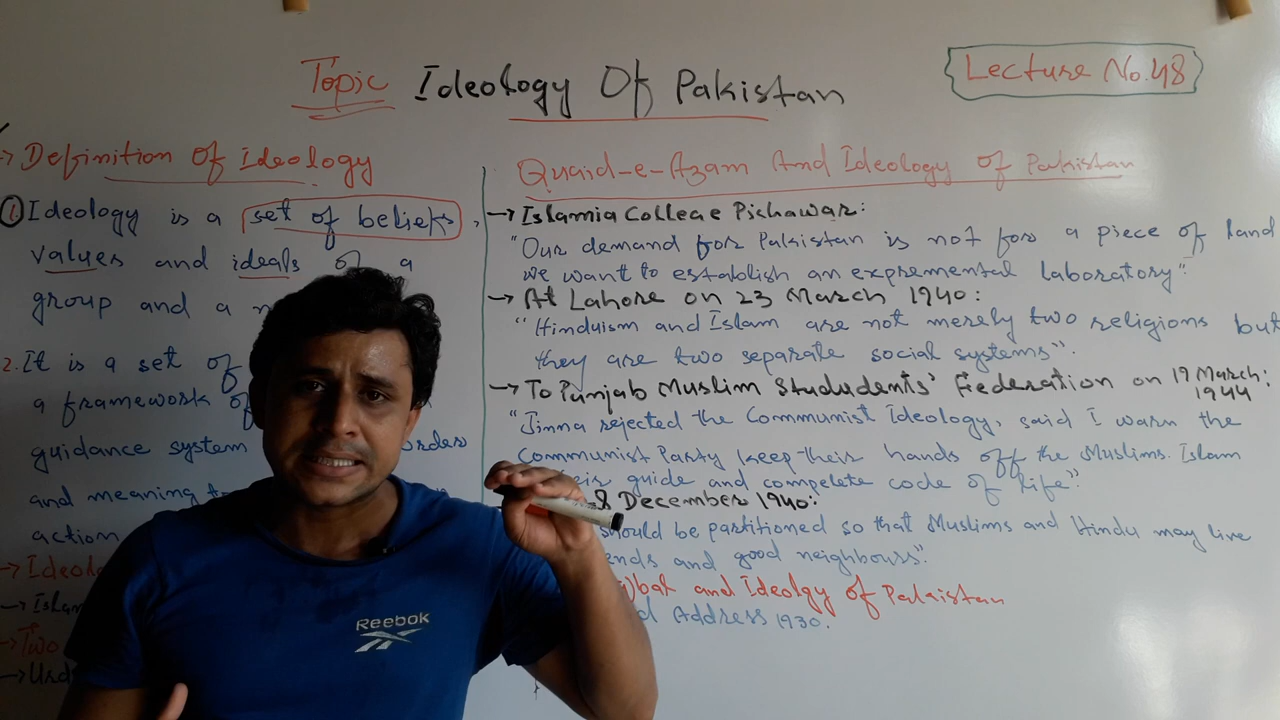 Topic Ideology Of Pakistan
Lecture No.48
→ Definition Of Ideology
1. Ideology is a set of beliefs,
values and ideals of a
group and a
2. It is a set of
a framework of
guidance system
and meaning
action
→
→
→ Two
→
Quaid-e-Azam And Ideology of Pakistan
→ Islamia College Pishawar:
"Our demand for Pakistan is not for a piece of land
we want to establish an expremental laboratory".
→ At Lahore on 23 March 1940:
"Hinduism and Islam are not merely two religions but
they are two separate social systems".
→ To Punjab Muslim Stududents' Federation on 19 March:
1944
"Jinna rejected the Communist Ideology, said I warn the
Communist Party keep their hands off the Muslims. Islam
guide and compelete code of life"
8 December 1940:
should be partitioned so that Muslims and Hindu may live
and good neighbours"
and Ideolgy of Pakistan
Address 1930.
Reebok